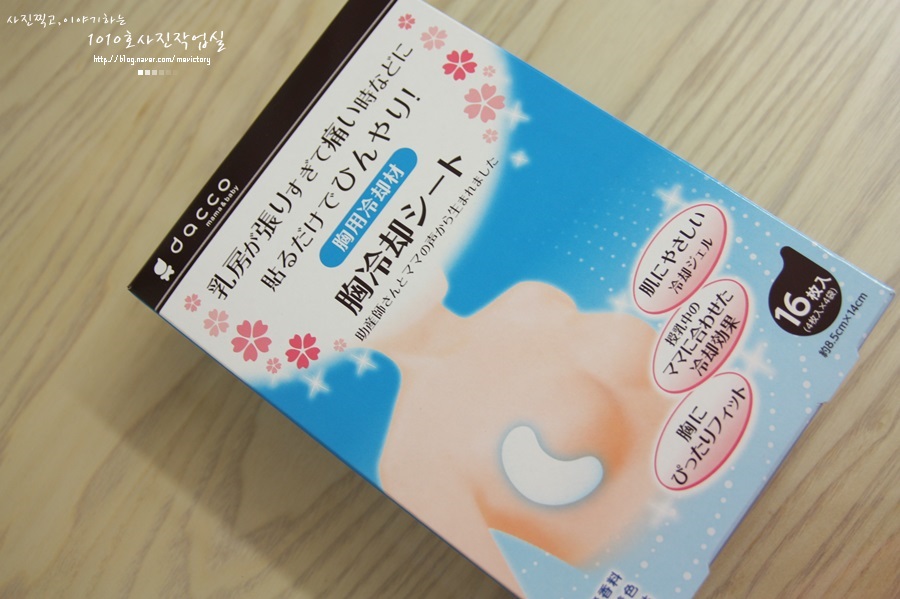 사진찍고, 이야기하는
1010호사진작업실
http://blog.naver.com/mevictory
dacco
mama & baby
乳房が張りすぎて痛い時などに
貼るだけでひんやり!
胸用冷却材
胸冷却シート
助産師さんとママの声から生まれました
肌にやさしい
冷却ジェル
授乳中の
ママに合わせた
冷却効果
胸に
ぴったりフィット
16枚入
(4枚入×4袋)
約8.5cm×14cm
香料
色